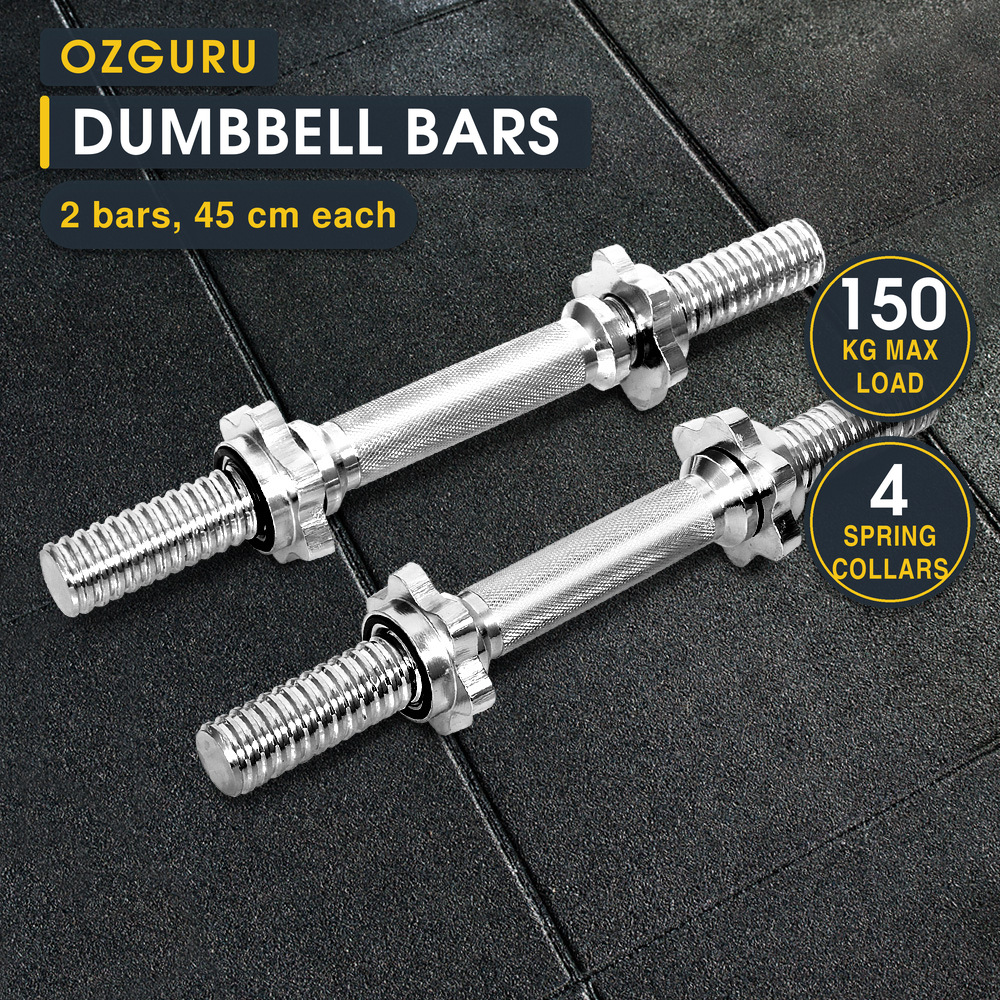 OZGURU
DUMBBELL BARS
2 bars, 45 cm each
150
KG MAX
LOAD
4
SPRING
COLLARS